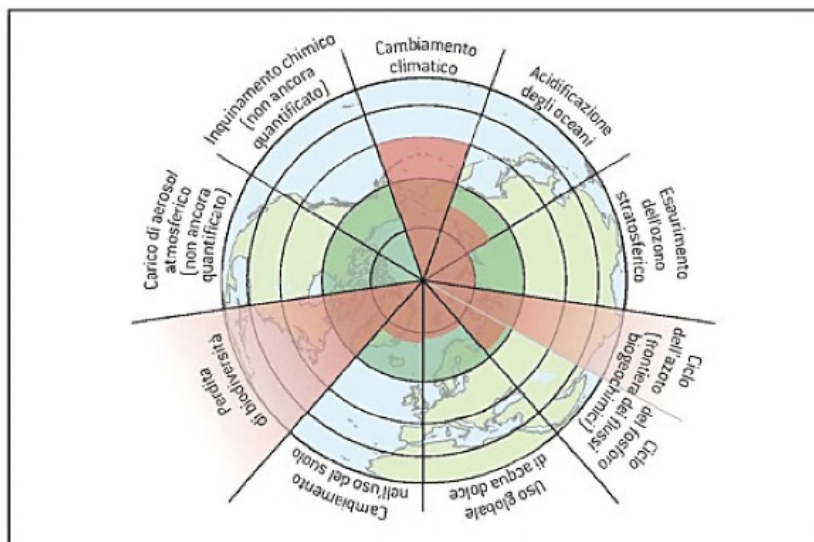 Cambiamento
climatico
Acidificazione
degli oceani
Esaurimento
dell'ozono
stratosferico
Ciclo
dell'azoto
(frontiera dei flussi
biogeochimici)
Ciclo
del fosforo
Uso globale
di acqua dolce
Cambiamento
nell'uso del suolo
Perdita
di biodiversità
Carico di aeroso/
atmosferico
(non ancora
quantificato)
Inquinamento chimico
(non ancora
quantificato)